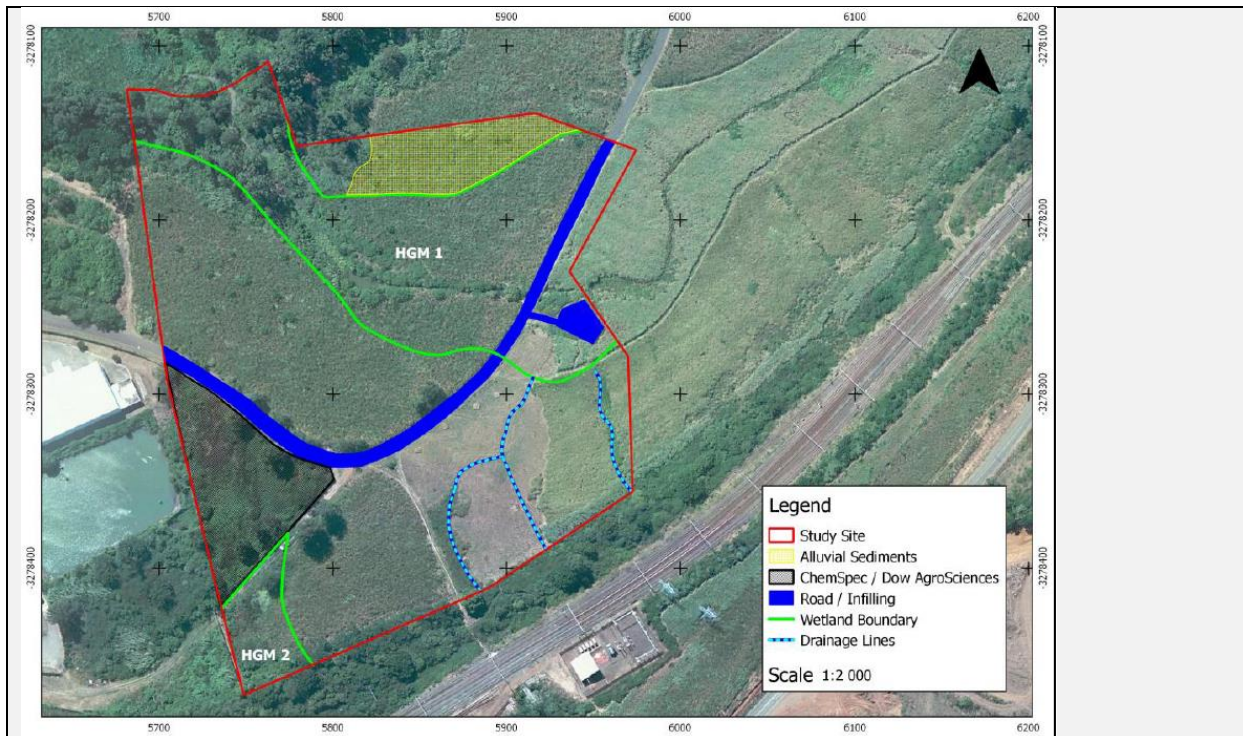 5700 5800 5900 6000 6100 6200
-3278100 -3278100
-3278200 -3278200
HGM 1
-3278300 -3278300
-3278400 -3278400
HGM 2
Legend
Study Site
Alluvial Sediments
ChemSpec / Dow AgroSciences
Road / Infilling
Wetland Boundary
Drainage Lines
Scale 1:2 000
5700 5800 5900 6000 6100 6200